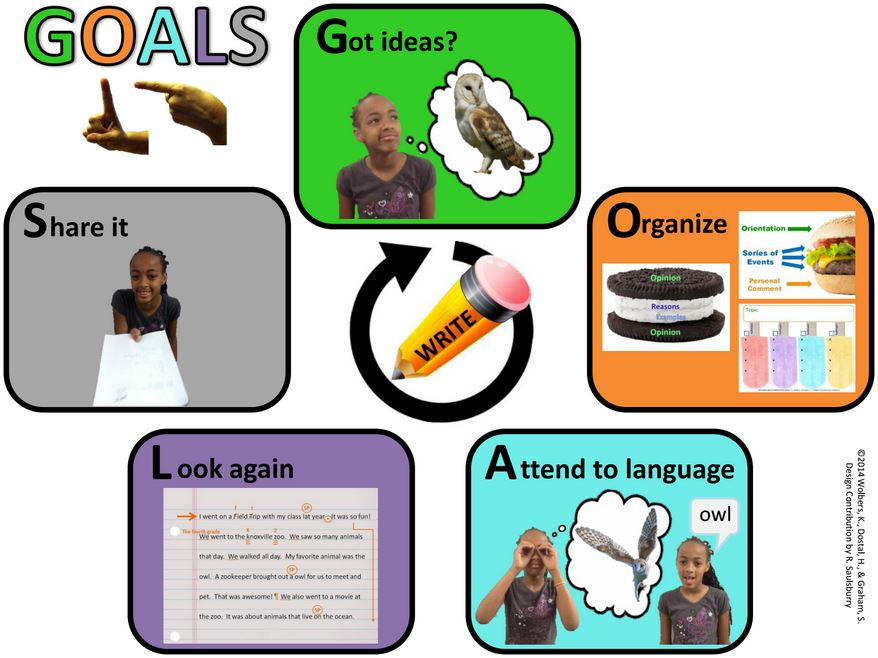 GOALS
Got ideas?
Share it
Organize
Opinion
Reasons
Examples
Opinion
Orientation
Series of
Events
Personal
Comment
Topic:
WRITE
Look again
SP
I went on a Field Trip with my class lat year. It was so fun!
The fourth grade
We went to the knoxville zoo. We saw so many animals
that day. We walked all day. My favorite animal was the
SP
owl. A zookeeper brought out a owl for us to meet and
pet. That was awesome! ¶ We also went to a movie at
SP
the zoo. It was about animals that live on the ocean.
Attend to language
owl
©2014 Wolbers, K., Dostal, H., & Graham, S.
Design Contribution by R. Saulsburry